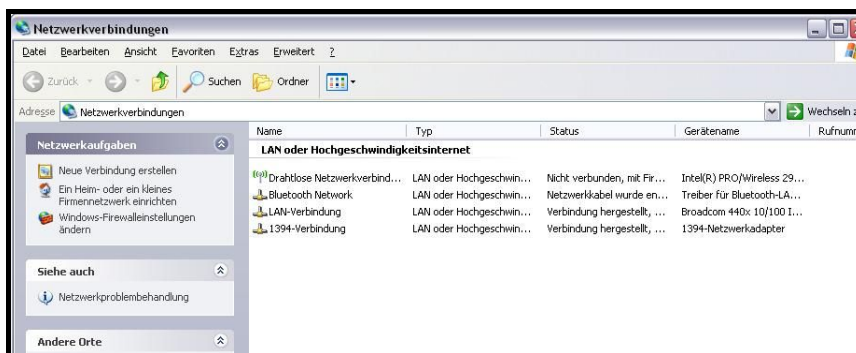 Netzwerkverbindungen
Datei Bearbeiten Ansicht Favoriten Extras Erweitert ?
Zurück Suchen Ordner
Adresse Netzwerkverbindungen Wechseln z
Netzwerkaufgaben
Neue Verbindung erstellen
Ein Heim- oder ein kleines
Firmennetzwerk einrichten
Windows-Firewalleinstellungen
ändern
Siehe auch
Netzwerkproblembehandlung
Andere Orte
Name Typ Status Gerätename Rufnumm
LAN oder Hochgeschwindigkeitsinternet
Drahtlose Netzwerkverbind... LAN oder Hochgeschwin... Nicht verbunden, mit Fir... Intel(R) PRO/Wireless 29...
Bluetooth Network LAN oder Hochgeschwin... Netzwerkkabel wurde en... Treiber für Bluetooth-LA...
LAN-Verbindung LAN oder Hochgeschwin... Verbindung hergestellt, ... Broadcom 440x 10/100 I...
1394-Verbindung LAN oder Hochgeschwin... Verbindung hergestellt, ... 1394-Netzwerkadapter